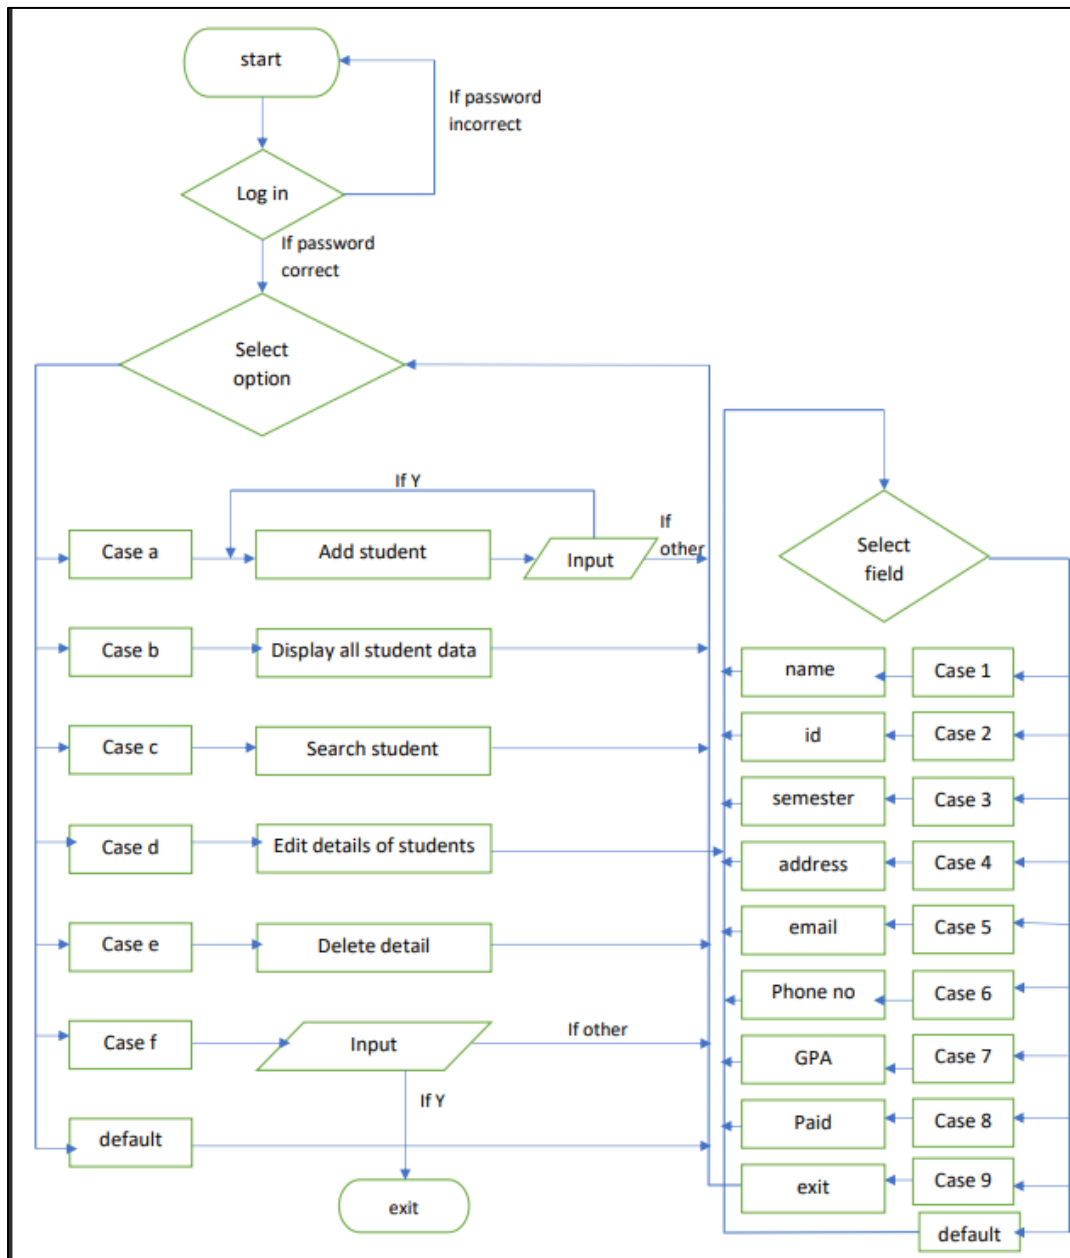 start
If password
incorrect
Log in
If password
correct
Select
option
If Y
If
other
Case a
Add student
Input
Select
field
Case b
Display all student data
name
Case 1
Case c
Search student
id
Case 2
semester
Case 3
Case d
Edit details of students
address
Case 4
Case e
Delete detail
email
Case 5
Phone no
Case 6
Case f
Input
If other
GPA
Case 7
If Y
default
Paid
Case 8
exit
Case 9
exit
default